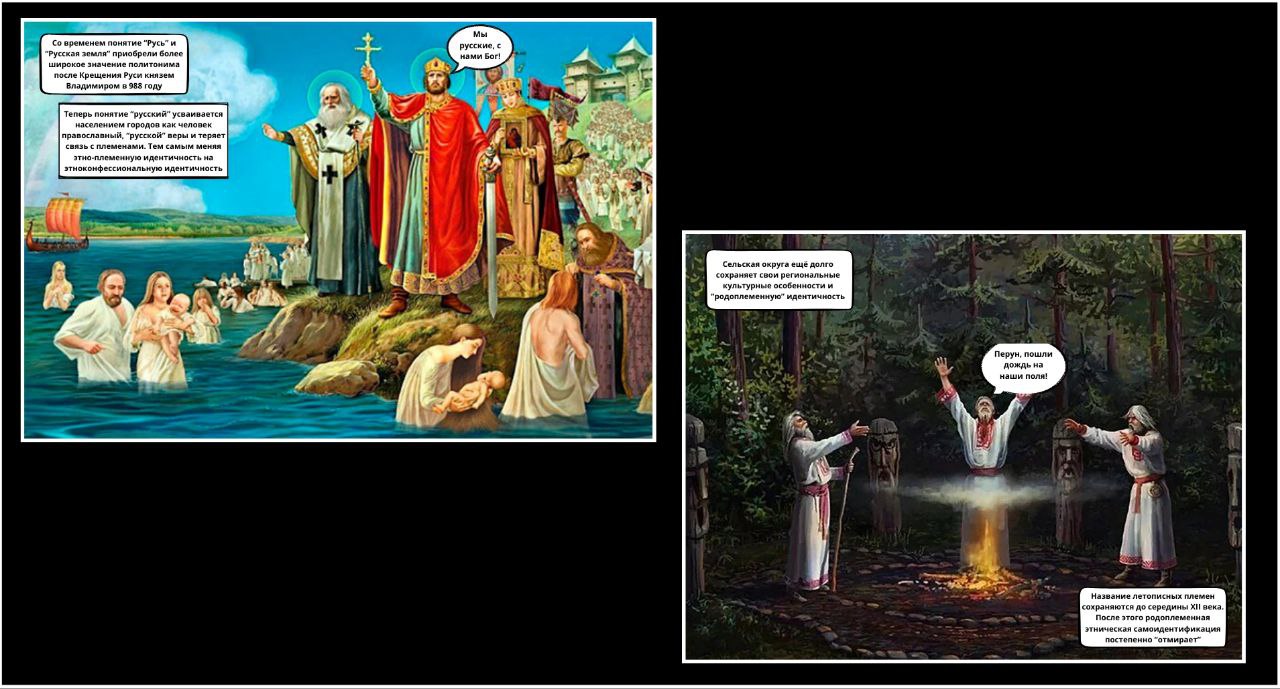 Со временем понятие “Русь” и
“Русская земля” приобрели более
широкое значение политонима
после Крещения Руси князем
Владимиром в 988 году
Мы
русские, с
нами Бог!
Теперь понятие “русский” усваивается
населением городов как человек
православный, “русской” веры и теряет
связь с племенами. Тем самым меняя
этно-племенную идентичность на
этноконфессиональную идентичность
Сельская округа ещё долго
сохраняет свои региональные
культурные особенности и
“родоплеменную” идентичность
Перун, пошли
дождь на
наши поля!
Название летописных племен
сохраняются до середины XII века.
После этого родоплеменная
этническая самоидентификация
постепенно “отмирает”